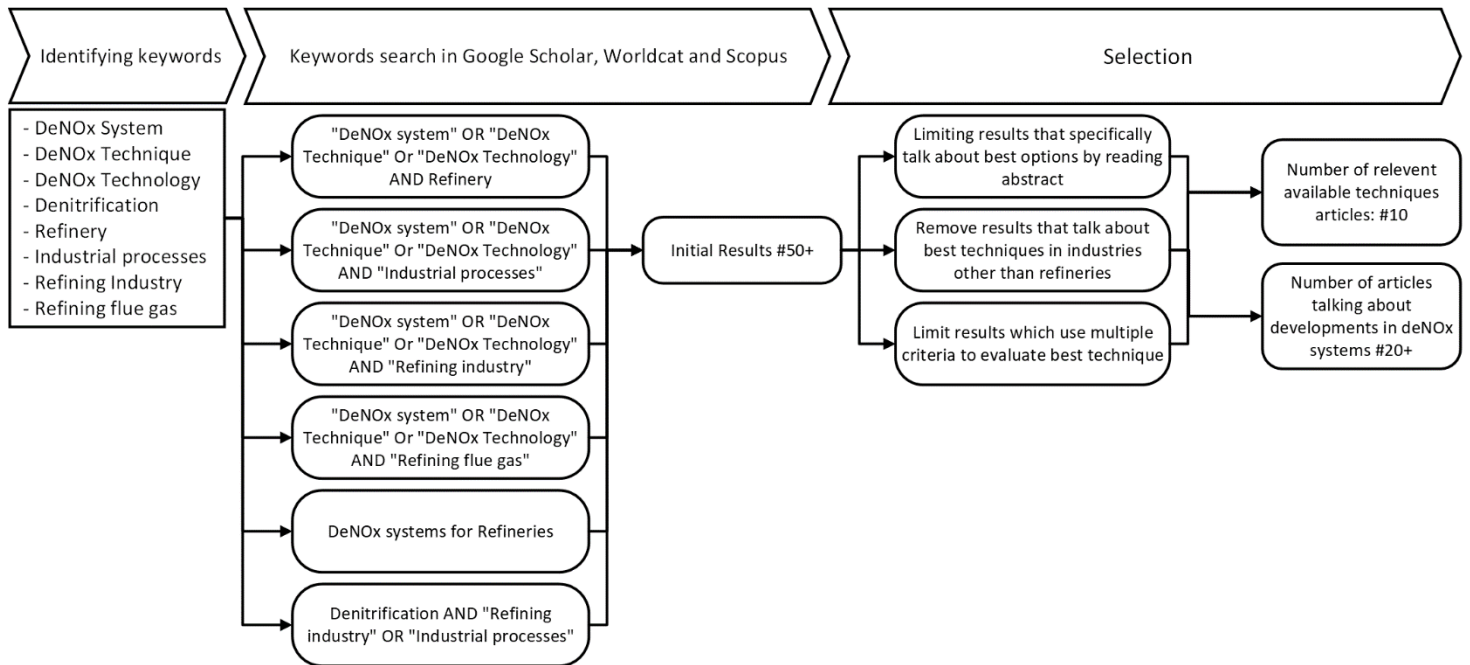 Identifying keywords
Keywords search in Google Scholar, Worldcat and Scopus
Selection
- DeNOx System
- DeNOx Technique
- DeNOx Technology
- Denitrification
- Refinery
- Industrial processes
- Refining Industry
- Refining flue gas
"DeNOx system" OR "DeNOx
Technique" Or "DeNOx Technology"
AND Refinery
"DeNOx system" OR "DeNOx
Technique" Or "DeNOx Technology"
AND "Industrial processes"
"DeNOx system" OR "DeNOx
Technique" Or "DeNOx Technology"
AND "Refining industry"
"DeNOx system" OR "DeNOx
Technique" Or "DeNOx Technology"
AND "Refining flue gas"
DeNOx systems for Refineries
Denitrification AND "Refining
industry" OR "Industrial processes"
Initial Results #50+
Limiting results that specifically
talk about best options by reading
abstract
Remove results that talk about
best techniques in industries
other than refineries
Limit results which use multiple
criteria to evaluate best technique
Number of relevent
available techniques
articles: #10
Number of articles
talking about
developments in deNOx
systems #20+